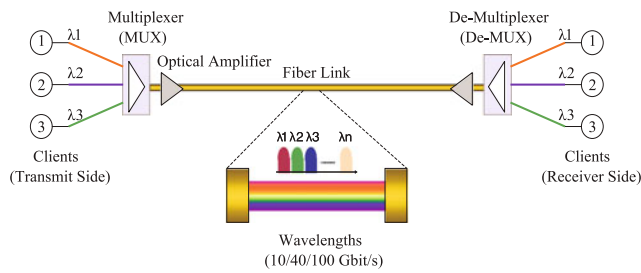 Multiplexer
(MUX)
De-Multiplexer
(De-MUX)
1
λ1
λ1
1
Optical Amplifier
Fiber Link
2
λ2
λ2
2
3
λ3
λ3
3
λ1 λ2 λ3 λn
Clients
(Transmit Side)
Clients
(Receiver Side)
Wavelengths
(10/40/100 Gbit/s)